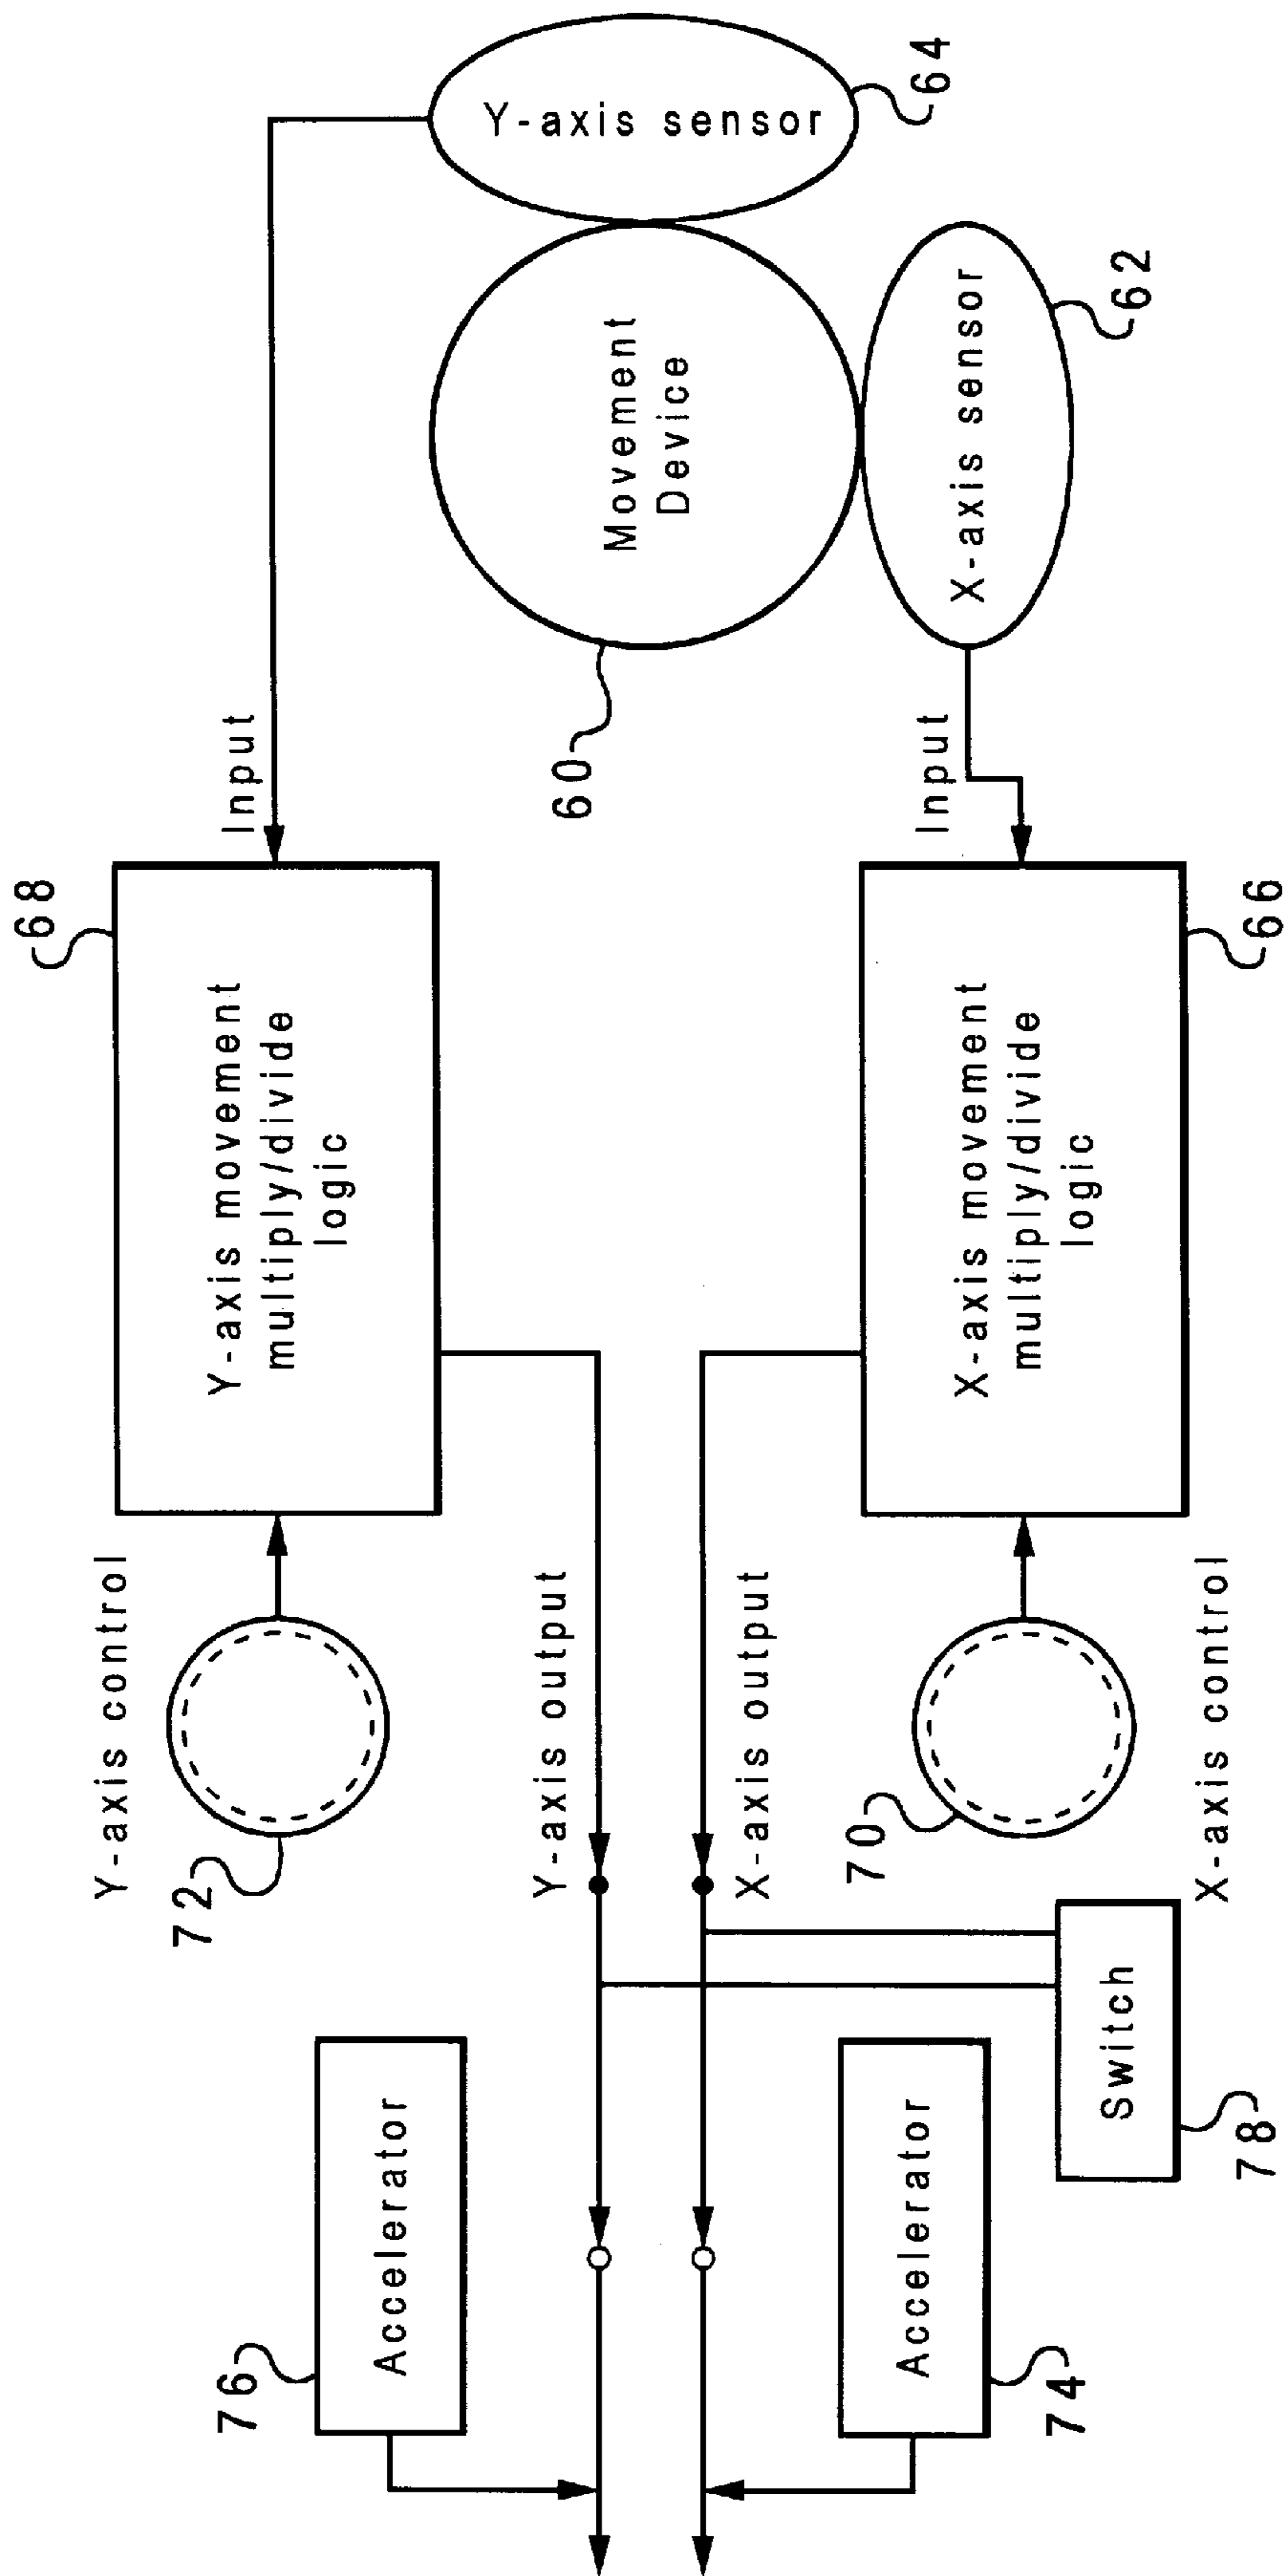 68
Y-axis movement
multiply/divide
logic
Input
Y-axis sensor
64
Y-axis control
72
Movement
Device
60
Y-axis output
X-axis output
Accelerator
76
Accelerator
74
Switch
78
X-axis movement
multiply/divide
logic
66
Input
X-axis sensor
62
70
X-axis control